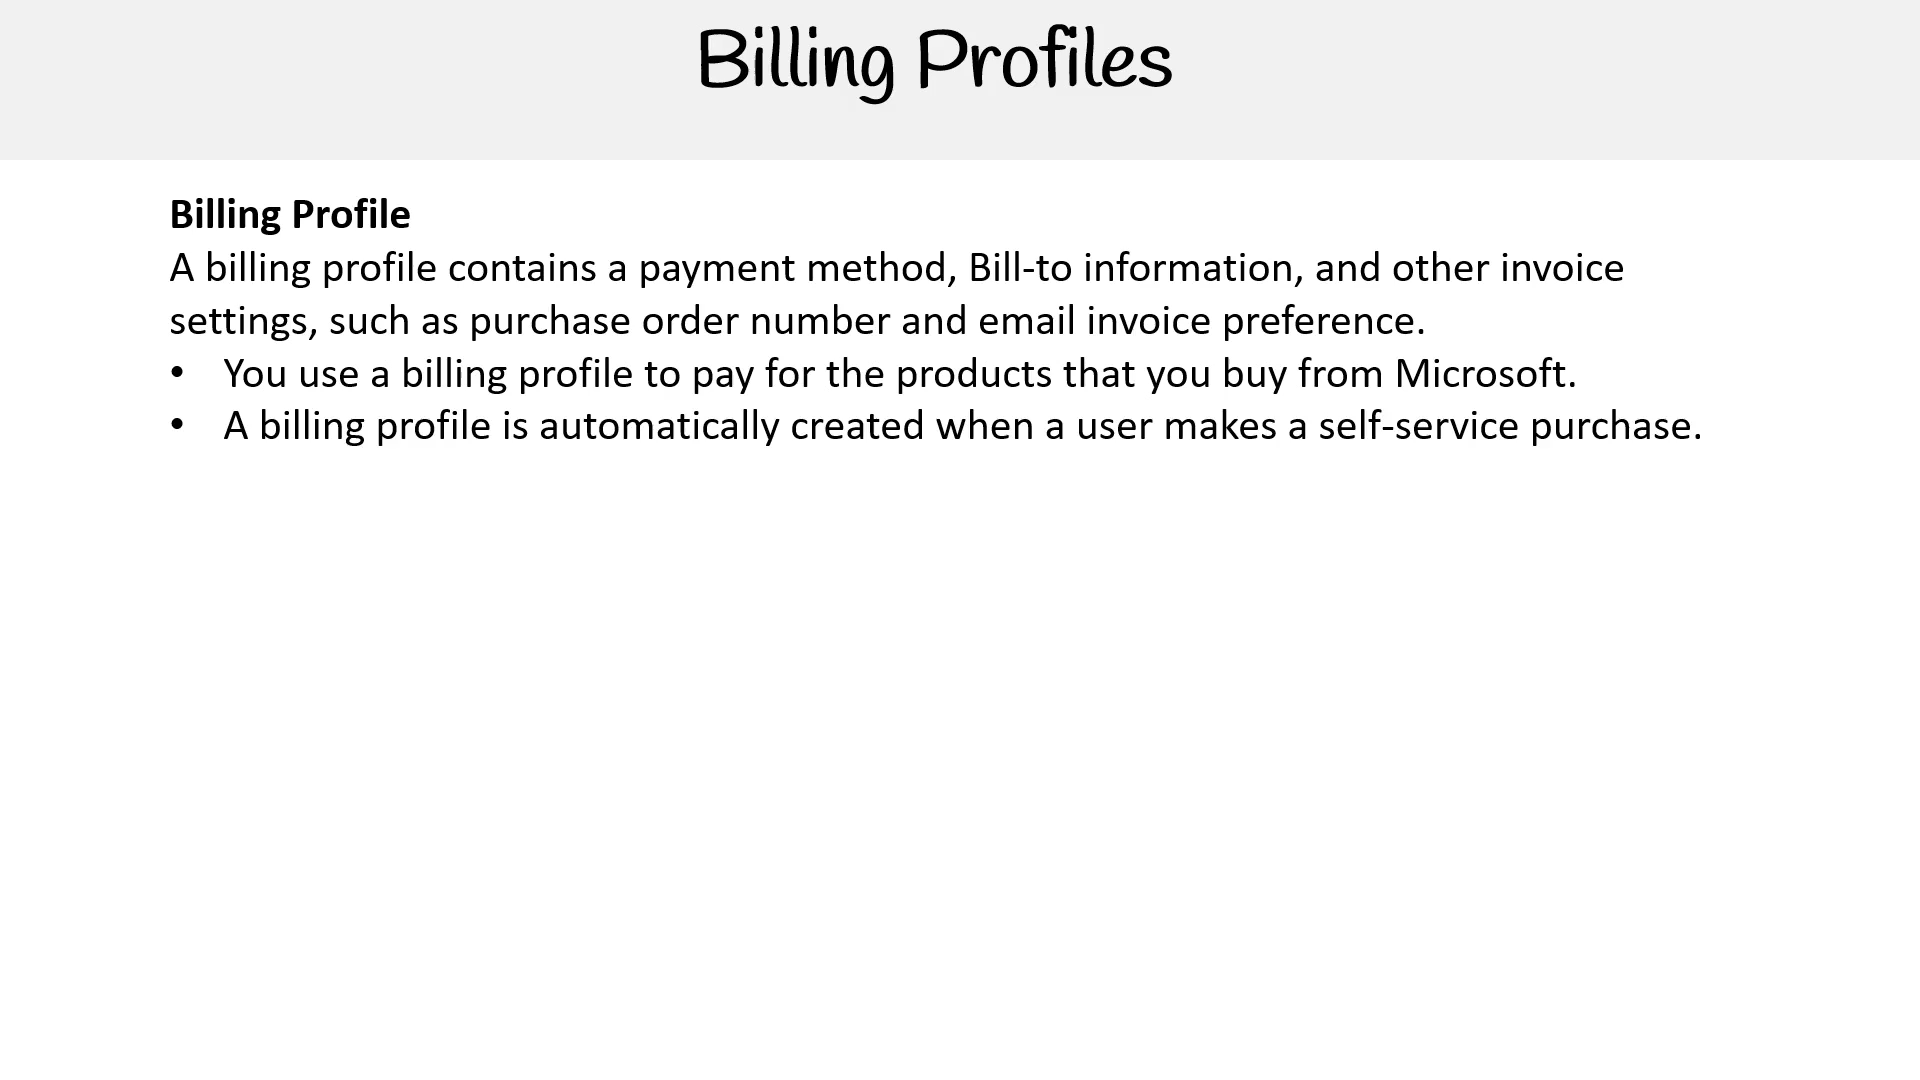 Billing Profiles
Billing Profile
A billing profile contains a payment method, Bill-to information, and other invoice
settings, such as purchase order number and email invoice preference.
• You use a billing profile to pay for the products that you buy from Microsoft.
• A billing profile is automatically created when a user makes a self-service purchase.